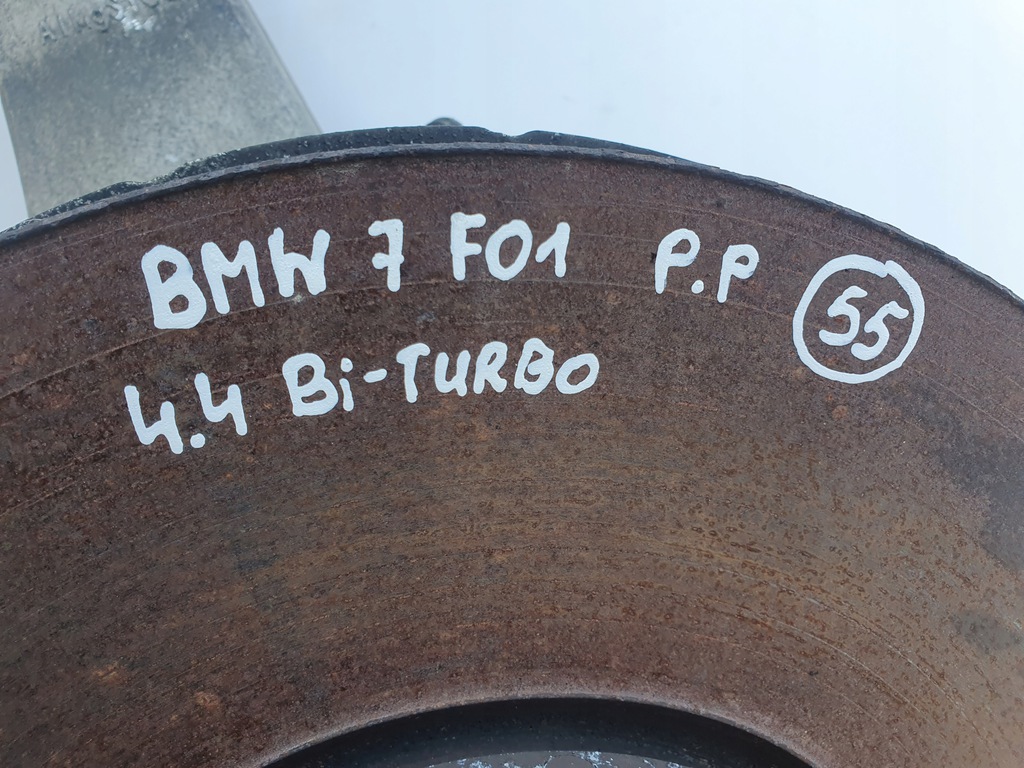 BMW 7 F01 P.P 55
4.4 Bi-TURBO